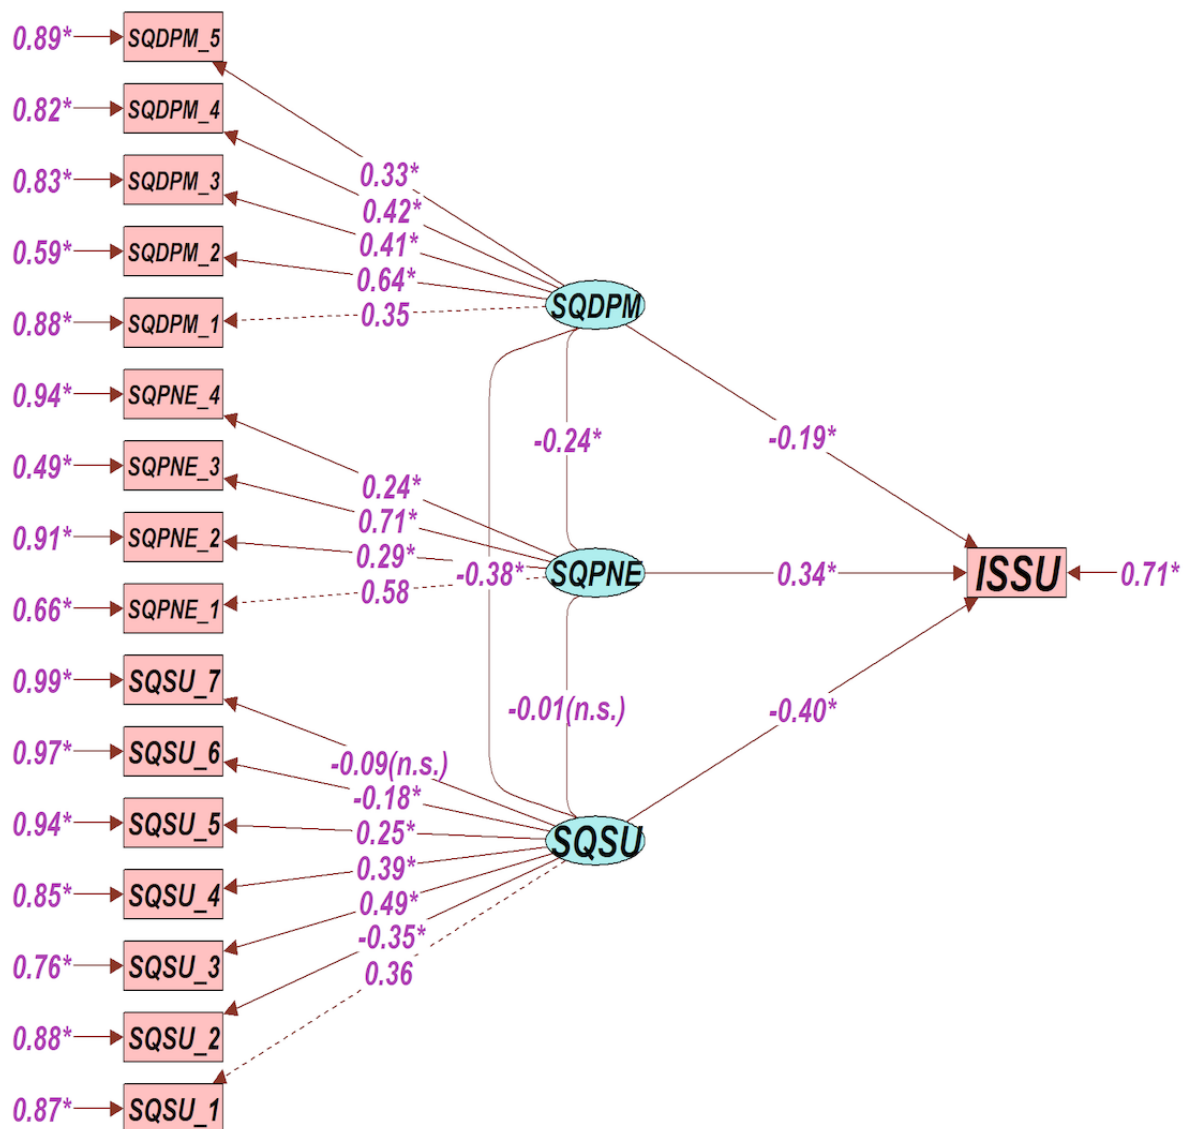 0.89* SQDPM_5
0.82* SQDPM_4
0.83* SQDPM_3
0.59* SQDPM_2
0.88* SQDPM_1
0.94* SQPNE_4
0.49* SQPNE_3
0.91* SQPNE_2
0.66* SQPNE_1
0.99* SQSU_7
0.97* SQSU_6
0.94* SQSU_5
0.85* SQSU_4
0.76* SQSU_3
0.88* SQSU_2
0.87* SQSU_1
0.33*
0.42*
0.41*
0.64*
0.35
0.24*
0.71*
0.29*
0.58
-0.09(n.s.)
-0.18*
0.25*
0.39*
0.49*
-0.35*
0.36
SQDPM
-0.24*
-0.38*
SQPNE
-0.01(n.s.)
SQSU
-0.19*
0.34*
-0.40*
ISSU
0.71*